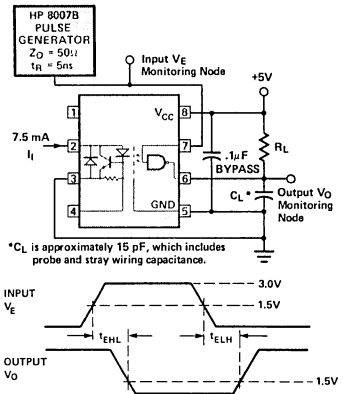 HP 8007B
PULSE
GENERATOR
Z_O = 50Ω
t_R = 5ns
Input V_E
Monitoring Node
+5V
1
V_CC 8
7.5 mA
I_I
2
7
R_L
.1μF
BYPASS
3
6
C_L*
Output V_O
Monitoring
Node
4
GND 5
*C_L is approximately 15 pF, which includes
probe and stray wiring capacitance.
INPUT
V_E
3.0V
1.5V
t_EHL
t_ELH
OUTPUT
V_O
1.5V